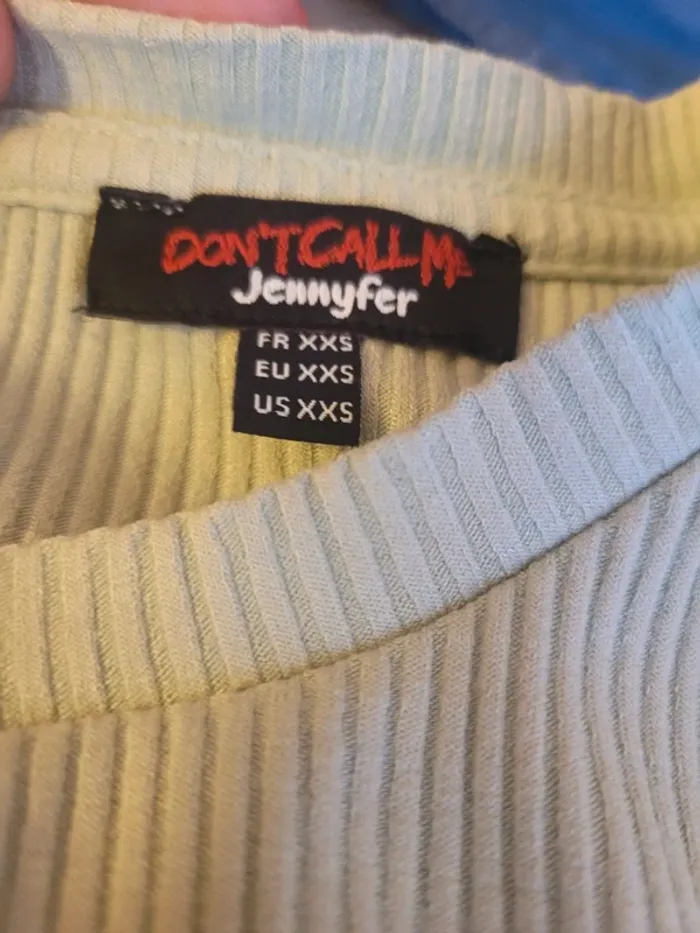 DON'T CALL ME
Jennyfer
FR XXS
EU XXS
US XXS